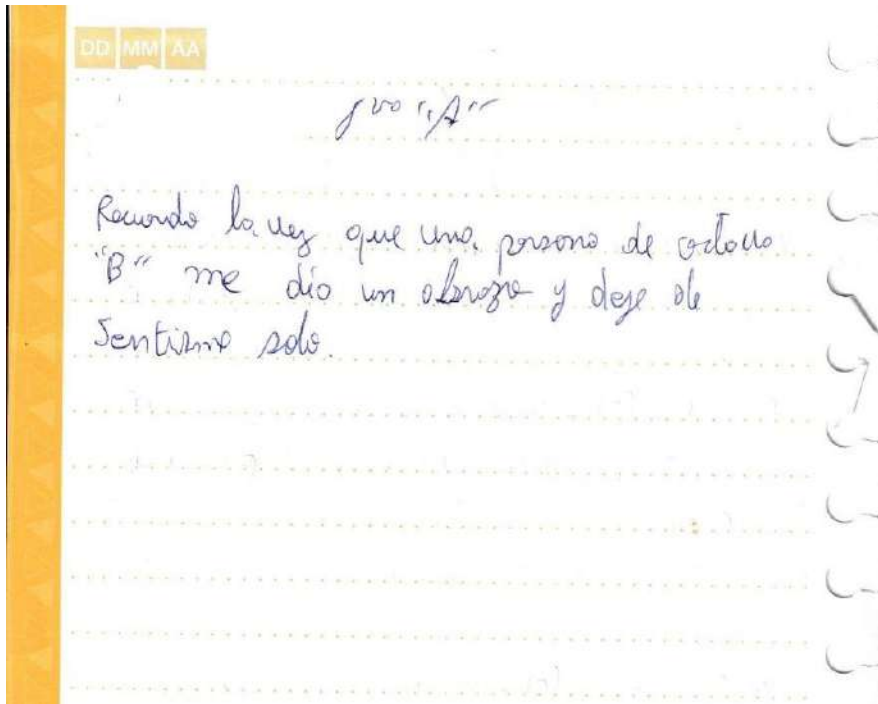 DD MM AA
8vo "A"
Recuerdo la vez que una persona de octavo
"B" me dio un abrazo y deje de
Sentirme solo.